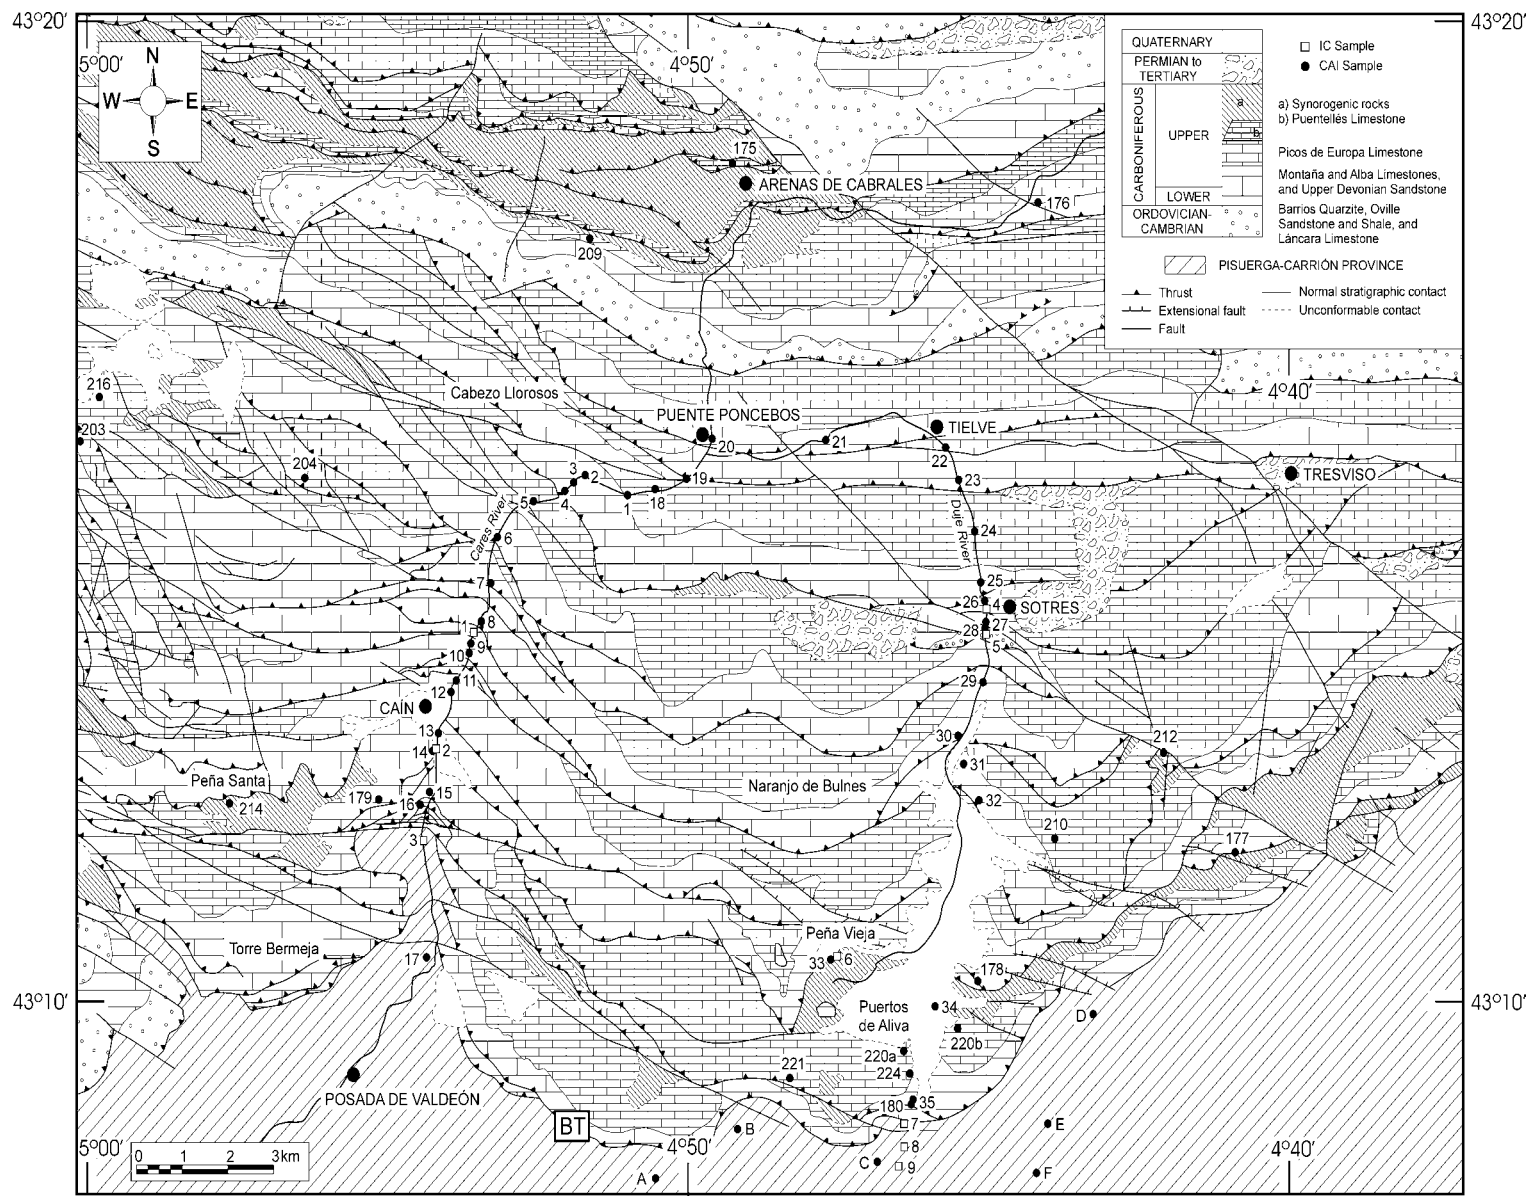 43°20'
43°20'
5°00'
4°50'
N
W
E
S
QUATERNARY
PERMIAN to
TERTIARY
CARBONIFEROUS
UPPER
LOWER
ORDOVICIAN-
CAMBRIAN
a
b
IC Sample
CAI Sample
a) Synorogenic rocks
b) Puentellés Limestone
Picos de Europa Limestone
Montaña and Alba Limestones,
and Upper Devonian Sandstone
Barrios Quarzite, Oville
Sandstone and Shale, and
Láncara Limestone
PISUERGA-CARRIÓN PROVINCE
Thrust
Normal stratigraphic contact
Extensional fault
Unconformable contact
Fault
175
ARENAS DE CABRALES
176
209
216
Cabezo Llorosos
4°40'
203
PUENTE PONCEBOS
20
21
TIELVE
22
204
3
2
19
23
TRESVISO
5
4
1
18
Cares River
6
Duje River
24
7
25
26
4
SOTRES
8
1
27
28
9
5
10
11
29
12
CAÍN
13
30
212
14
2
31
Peña Santa
Naranjo de Bulnes
214
179
15
16
32
3
210
177
Peña Vieja
Torre Bermeja
17
33
6
178
43°10'
43°10'
Puertos
de Aliva
34
D
220b
220a
221
224
POSADA DE VALDEÓN
180
35
BT
B
7
E
8
C
9
F
A
5°00'
4°50'
4°40'
0
1
2
3km